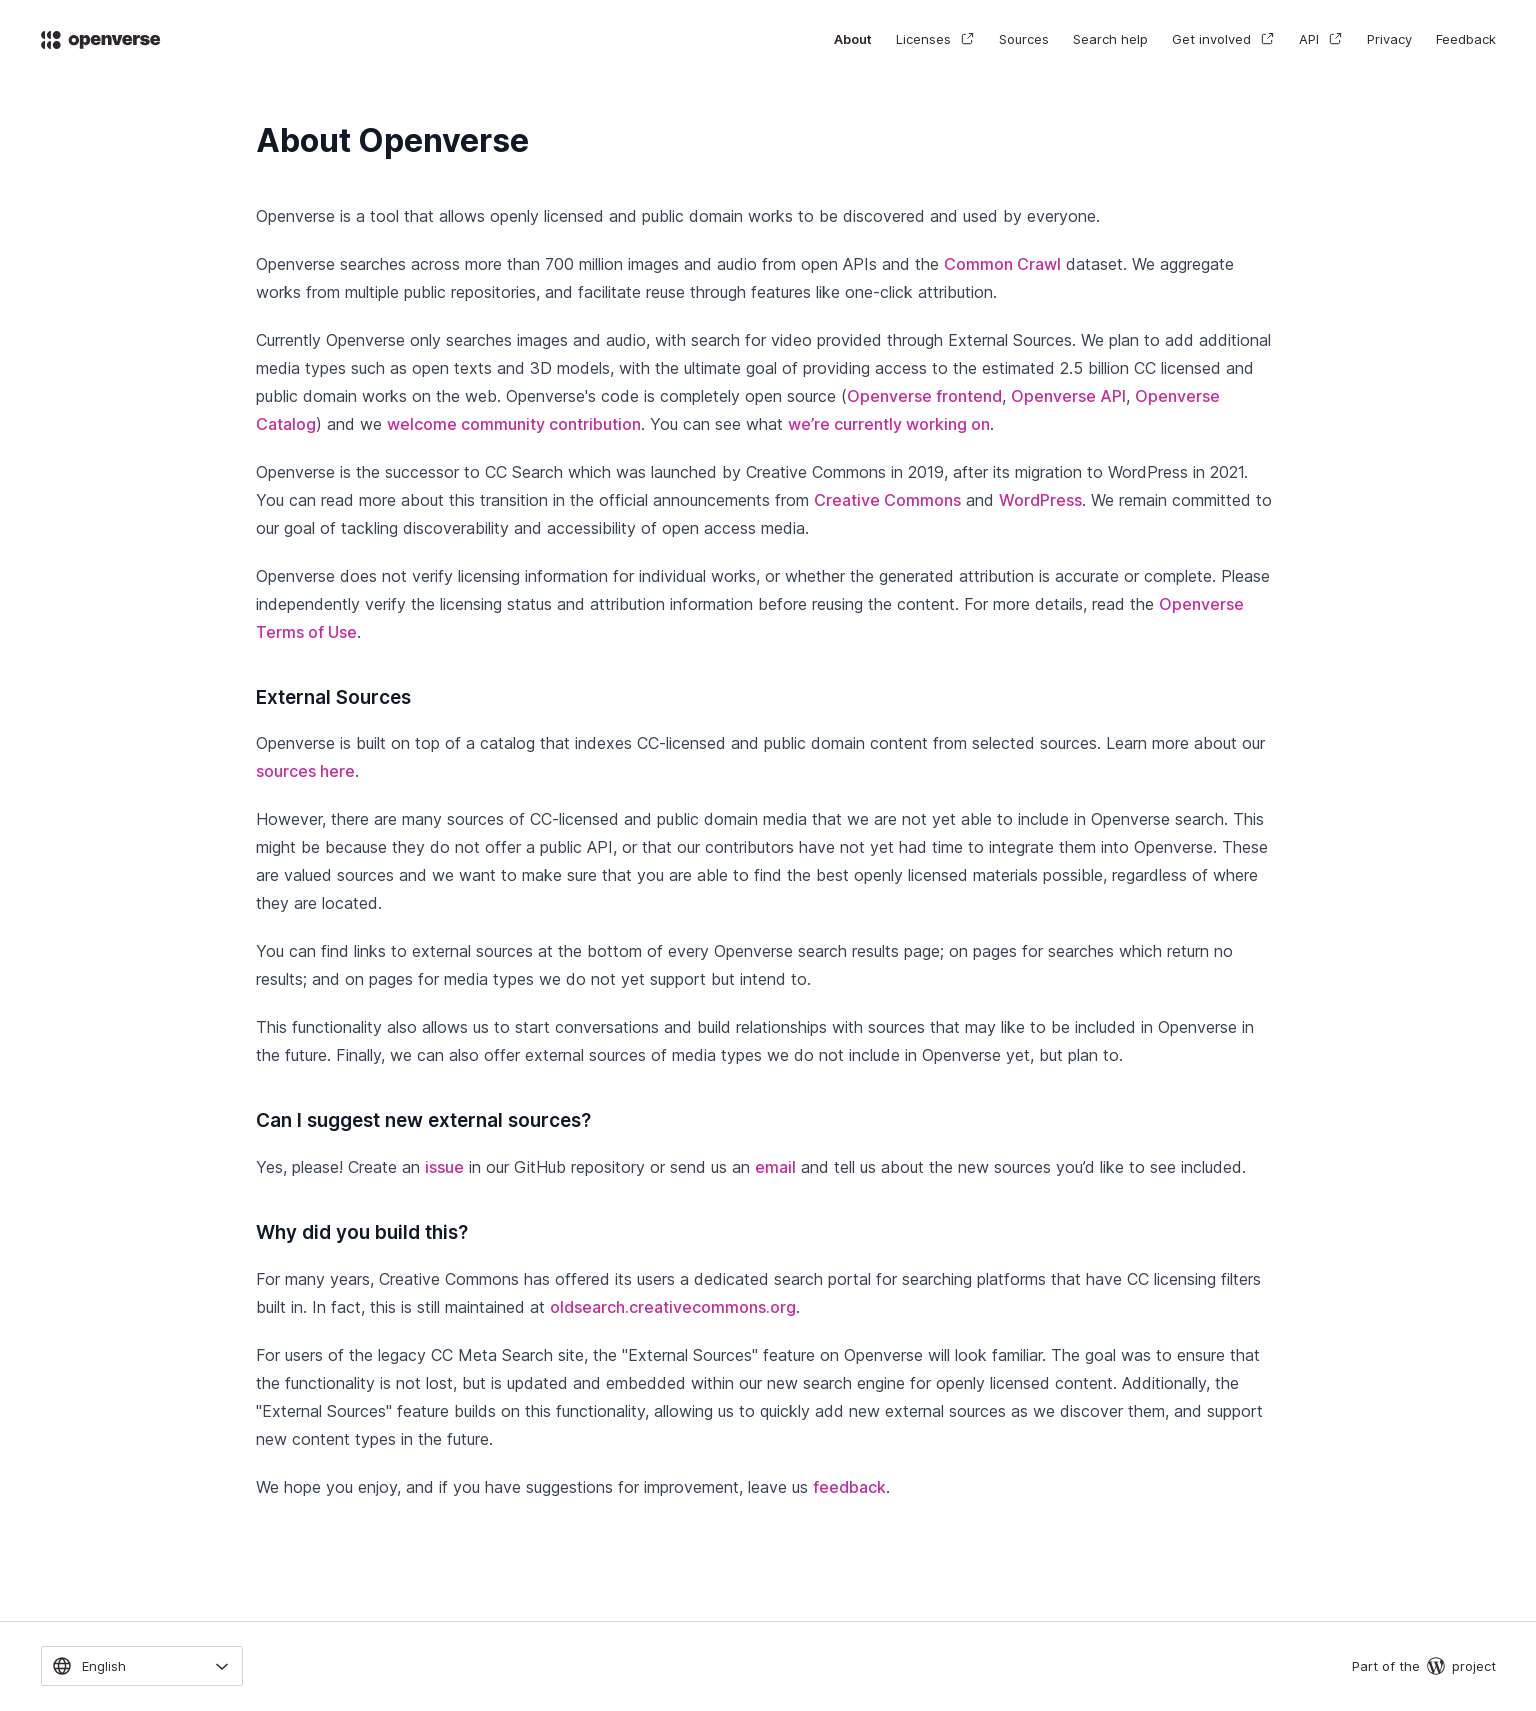 openverse
About Licenses Sources Search help Get involved API Privacy Feedback
About Openverse
Openverse is a tool that allows openly licensed and public domain works to be discovered and used by everyone.
Openverse searches across more than 700 million images and audio from open APIs and the Common Crawl dataset. We aggregate
works from multiple public repositories, and facilitate reuse through features like one-click attribution.
Currently Openverse only searches images and audio, with search for video provided through External Sources. We plan to add additional
media types such as open texts and 3D models, with the ultimate goal of providing access to the estimated 2.5 billion CC licensed and
public domain works on the web. Openverse's code is completely open source (Openverse frontend, Openverse API, Openverse
Catalog) and we welcome community contribution. You can see what we’re currently working on.
Openverse is the successor to CC Search which was launched by Creative Commons in 2019, after its migration to WordPress in 2021.
You can read more about this transition in the official announcements from Creative Commons and WordPress. We remain committed to
our goal of tackling discoverability and accessibility of open access media.
Openverse does not verify licensing information for individual works, or whether the generated attribution is accurate or complete. Please
independently verify the licensing status and attribution information before reusing the content. For more details, read the Openverse
Terms of Use.
External Sources
Openverse is built on top of a catalog that indexes CC-licensed and public domain content from selected sources. Learn more about our
sources here.
However, there are many sources of CC-licensed and public domain media that we are not yet able to include in Openverse search. This
might be because they do not offer a public API, or that our contributors have not yet had time to integrate them into Openverse. These
are valued sources and we want to make sure that you are able to find the best openly licensed materials possible, regardless of where
they are located.
You can find links to external sources at the bottom of every Openverse search results page; on pages for searches which return no
results; and on pages for media types we do not yet support but intend to.
This functionality also allows us to start conversations and build relationships with sources that may like to be included in Openverse in
the future. Finally, we can also offer external sources of media types we do not include in Openverse yet, but plan to.
Can I suggest new external sources?
Yes, please! Create an issue in our GitHub repository or send us an email and tell us about the new sources you’d like to see included.
Why did you build this?
For many years, Creative Commons has offered its users a dedicated search portal for searching platforms that have CC licensing filters
built in. In fact, this is still maintained at oldsearch.creativecommons.org.
For users of the legacy CC Meta Search site, the "External Sources" feature on Openverse will look familiar. The goal was to ensure that
the functionality is not lost, but is updated and embedded within our new search engine for openly licensed content. Additionally, the
"External Sources" feature builds on this functionality, allowing us to quickly add new external sources as we discover them, and support
new content types in the future.
We hope you enjoy, and if you have suggestions for improvement, leave us feedback.
English
Part of the project